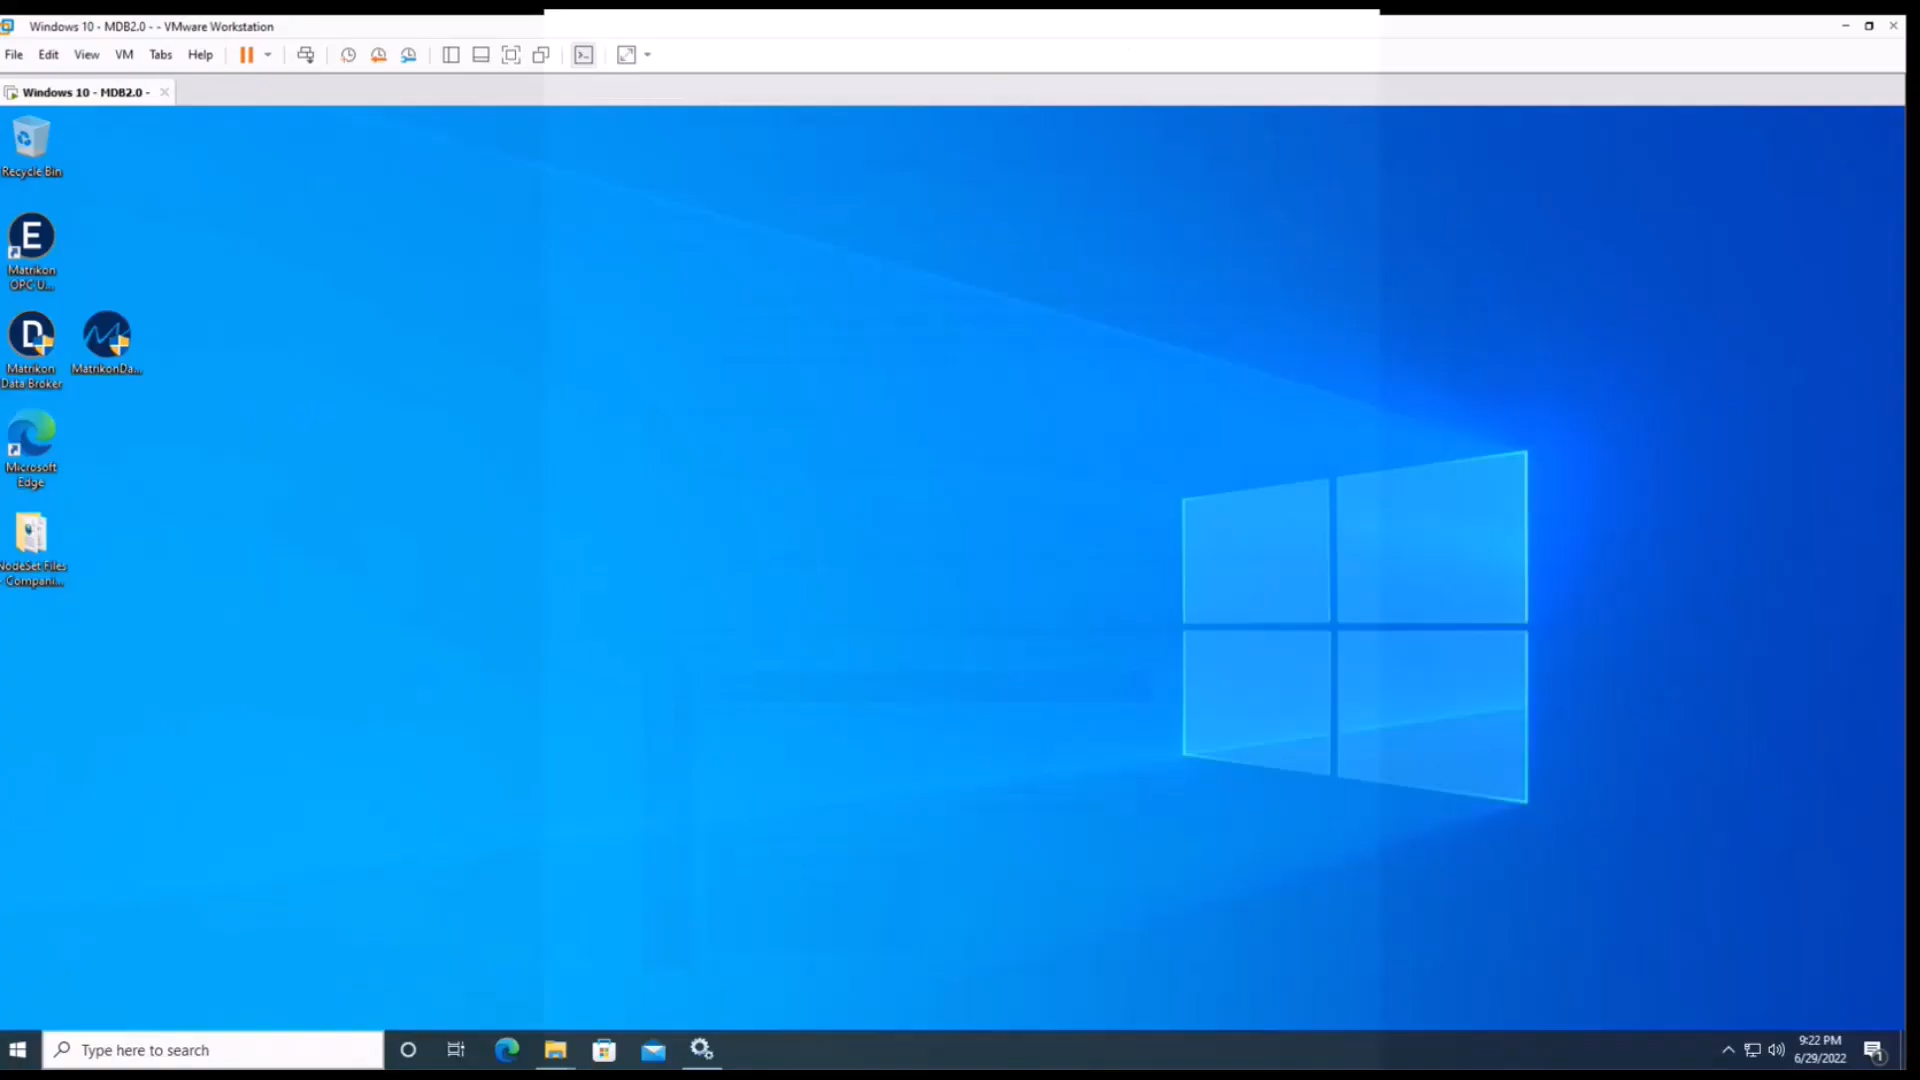 Windows 10 - MDB2.0 - - VMware Workstation
File Edit View VM Tabs Help
Windows 10 - MDB2.0 -
Recycle Bin
E
Matrikon
OPC U...
D
Matrikon
Data Broker
MatrikonDa...
Microsoft
Edge
NodeSet Files
- Compani...
Type here to search
9:22 PM
6/29/2022
1